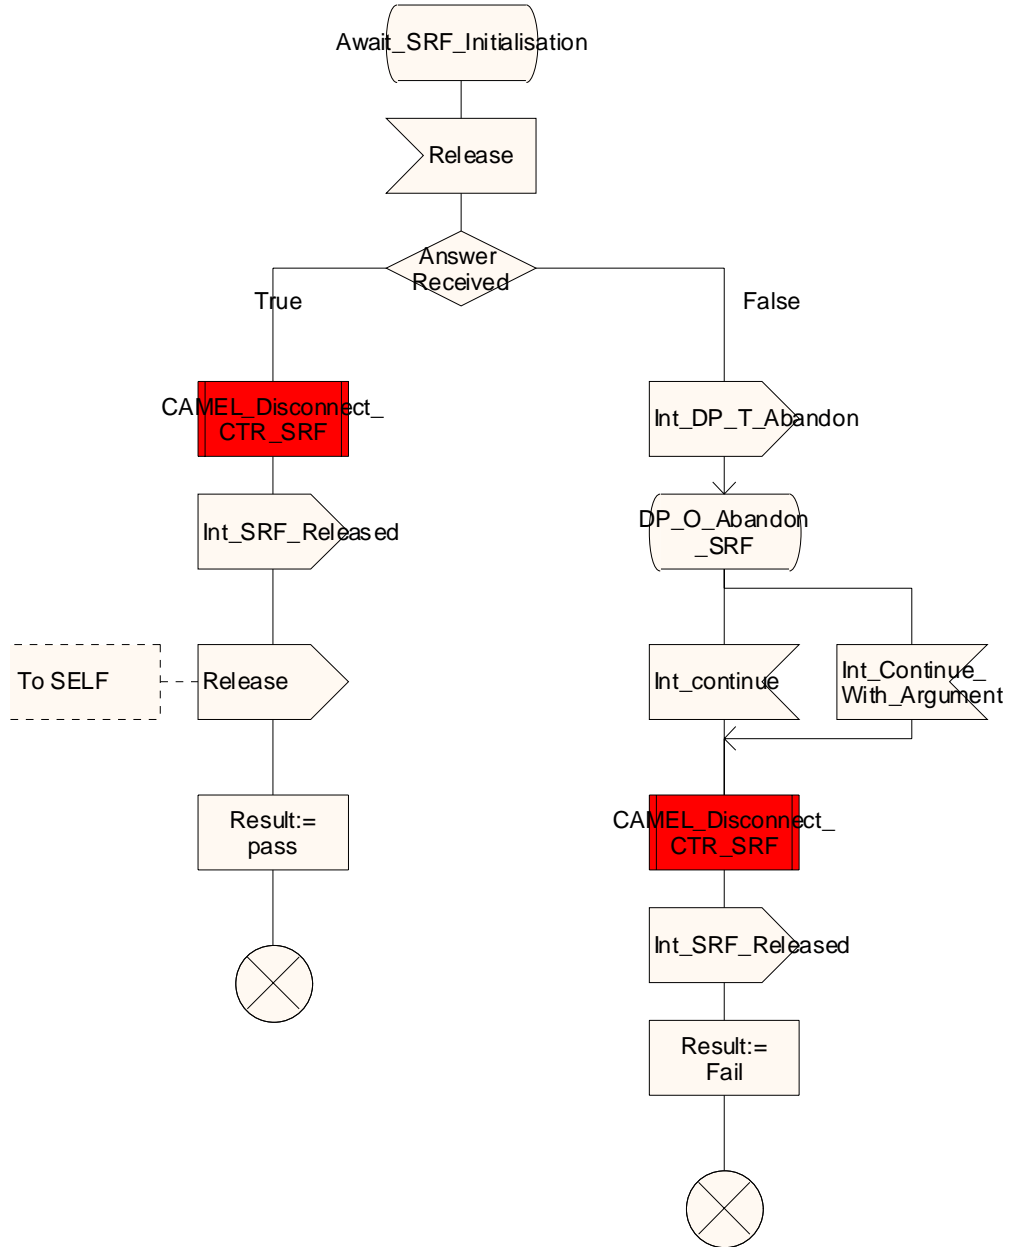 Await_SRF_Initialisation
Release
Answer
Received
True
False
CAMEL_Disconnect_
CTR_SRF
Int_DP_T_Abandon
Int_SRF_Released
DP_O_Abandon
_SRF
To SELF
Release
Int_continue
Int_Continue_
With_Argument
Result:=
pass
CAMEL_Disconnect_
CTR_SRF
Int_SRF_Released
Result:=
Fail